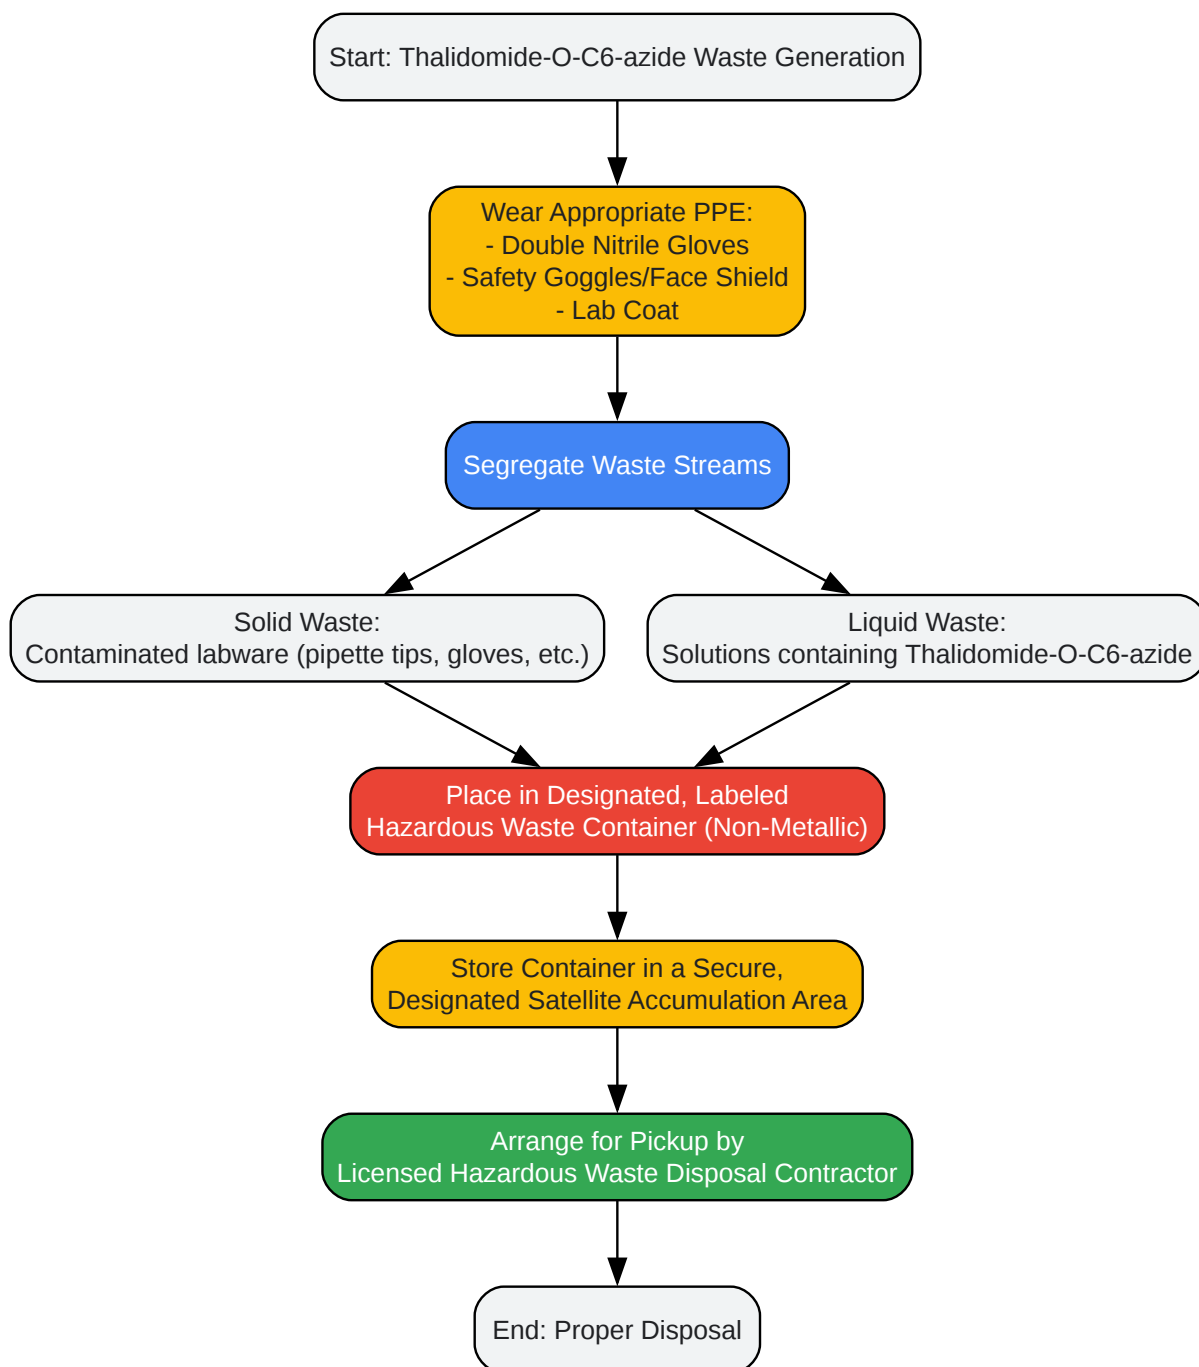 Start: Thalidomide-O-C6-azide Waste Generation
Wear Appropriate PPE:
- Double Nitrile Gloves
- Safety Goggles/Face Shield
- Lab Coat
Segregate Waste Streams
Solid Waste:
Contaminated labware (pipette tips, gloves, etc.)
Liquid Waste:
Solutions containing Thalidomide-O-C6-azide
Place in Designated, Labeled
Hazardous Waste Container (Non-Metallic)
Store Container in a Secure,
Designated Satellite Accumulation Area
Arrange for Pickup by
Licensed Hazardous Waste Disposal Contractor
End: Proper Disposal